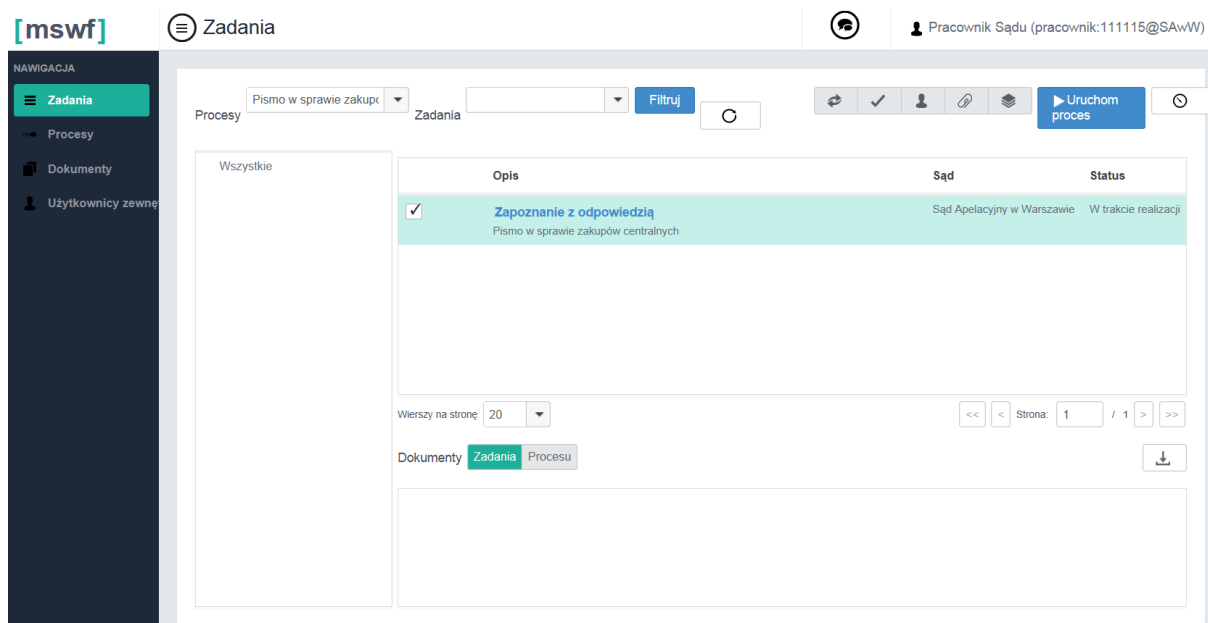 [mswf]
Zadania
Pracownik Sądu (pracownik:111115@SAwW)
NAWIGACJA
Zadania
Procesy
Dokumenty
Użytkownicy zewnę
Procesy
Pismo w sprawie zakupo
Zadania
Filtruj
Uruchom
proces
Wszystkie
Opis Sąd Status
Zapoznanie z odpowiedzią Sąd Apelacyjny w Warszawie W trakcie realizacji
Pismo w sprawie zakupów centralnych
Wierszy na stronę 20 << < Strona: 1 / 1 > >>
Dokumenty Zadania Procesu